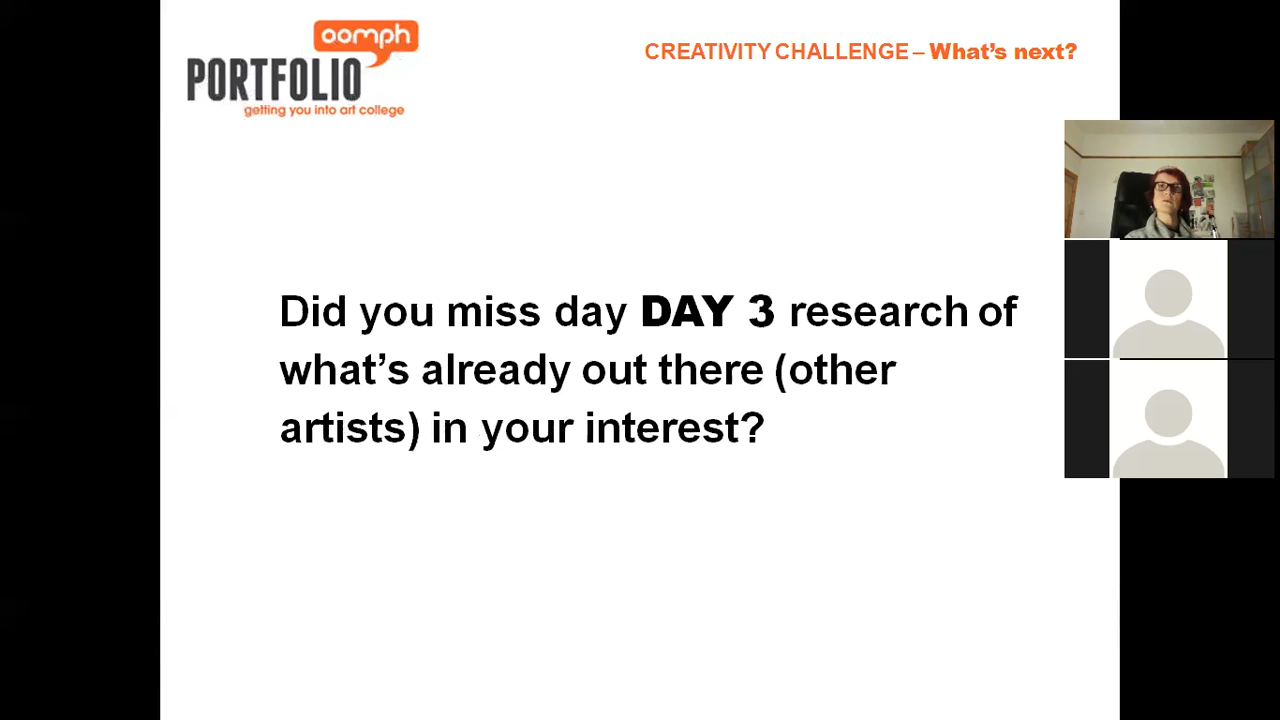 oomph
PORTFOLIO
getting you into art college
CREATIVITY CHALLENGE – What's next?
Did you miss day DAY 3 research of
what's already out there (other
artists) in your interest?